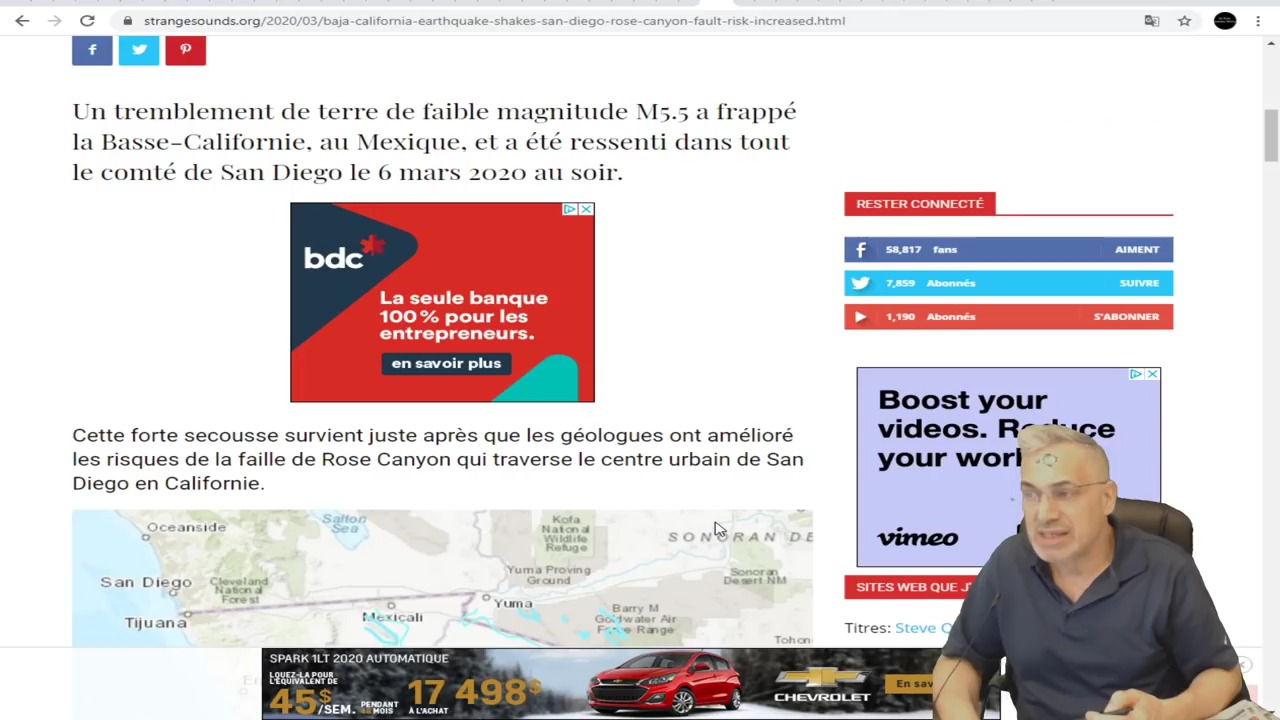 strangesounds.org/2020/03/baja-california-earthquake-shakes-san-diego-rose-canyon-fault-risk-increased.html
Un tremblement de terre de faible magnitude M5.5 a frappé
la Basse-Californie, au Mexique, et a été ressenti dans tout
le comté de San Diego le 6 mars 2020 au soir.
bdc*
La seule banque
100 % pour les
entrepreneurs.
en savoir plus
Cette forte secousse survient juste après que les géologues ont amélioré
les risques de la faille de Rose Canyon qui traverse le centre urbain de San
Diego en Californie.
Oceanside
Salton
Sea
Kofa
National
Wildlife
Refuge
SONORAN DE
San Diego
Cleveland
National
Forest
Yuma Proving
Ground
Sonoran
Desert NM
Yuma
Tijuana
Mexicali
Barry M
Goldwater Air
Force Range
Tohon
RESTER CONNECTÉ
58,817 fans AIMENT
7,859 Abonnés SUIVRE
1,190 Abonnés S'ABONNER
Boost your
videos. Reduce
your
vimeo
SITES WEB QUE
Titres: Steve
SPARK 1LT 2020 AUTOMATIQUE
LOUEZ-LA POUR
L'ÉQUIVALENT DE
45$/SEM. PENDANT
MOIS
17 498$
À L'ACHAT
CHEVROLET
En